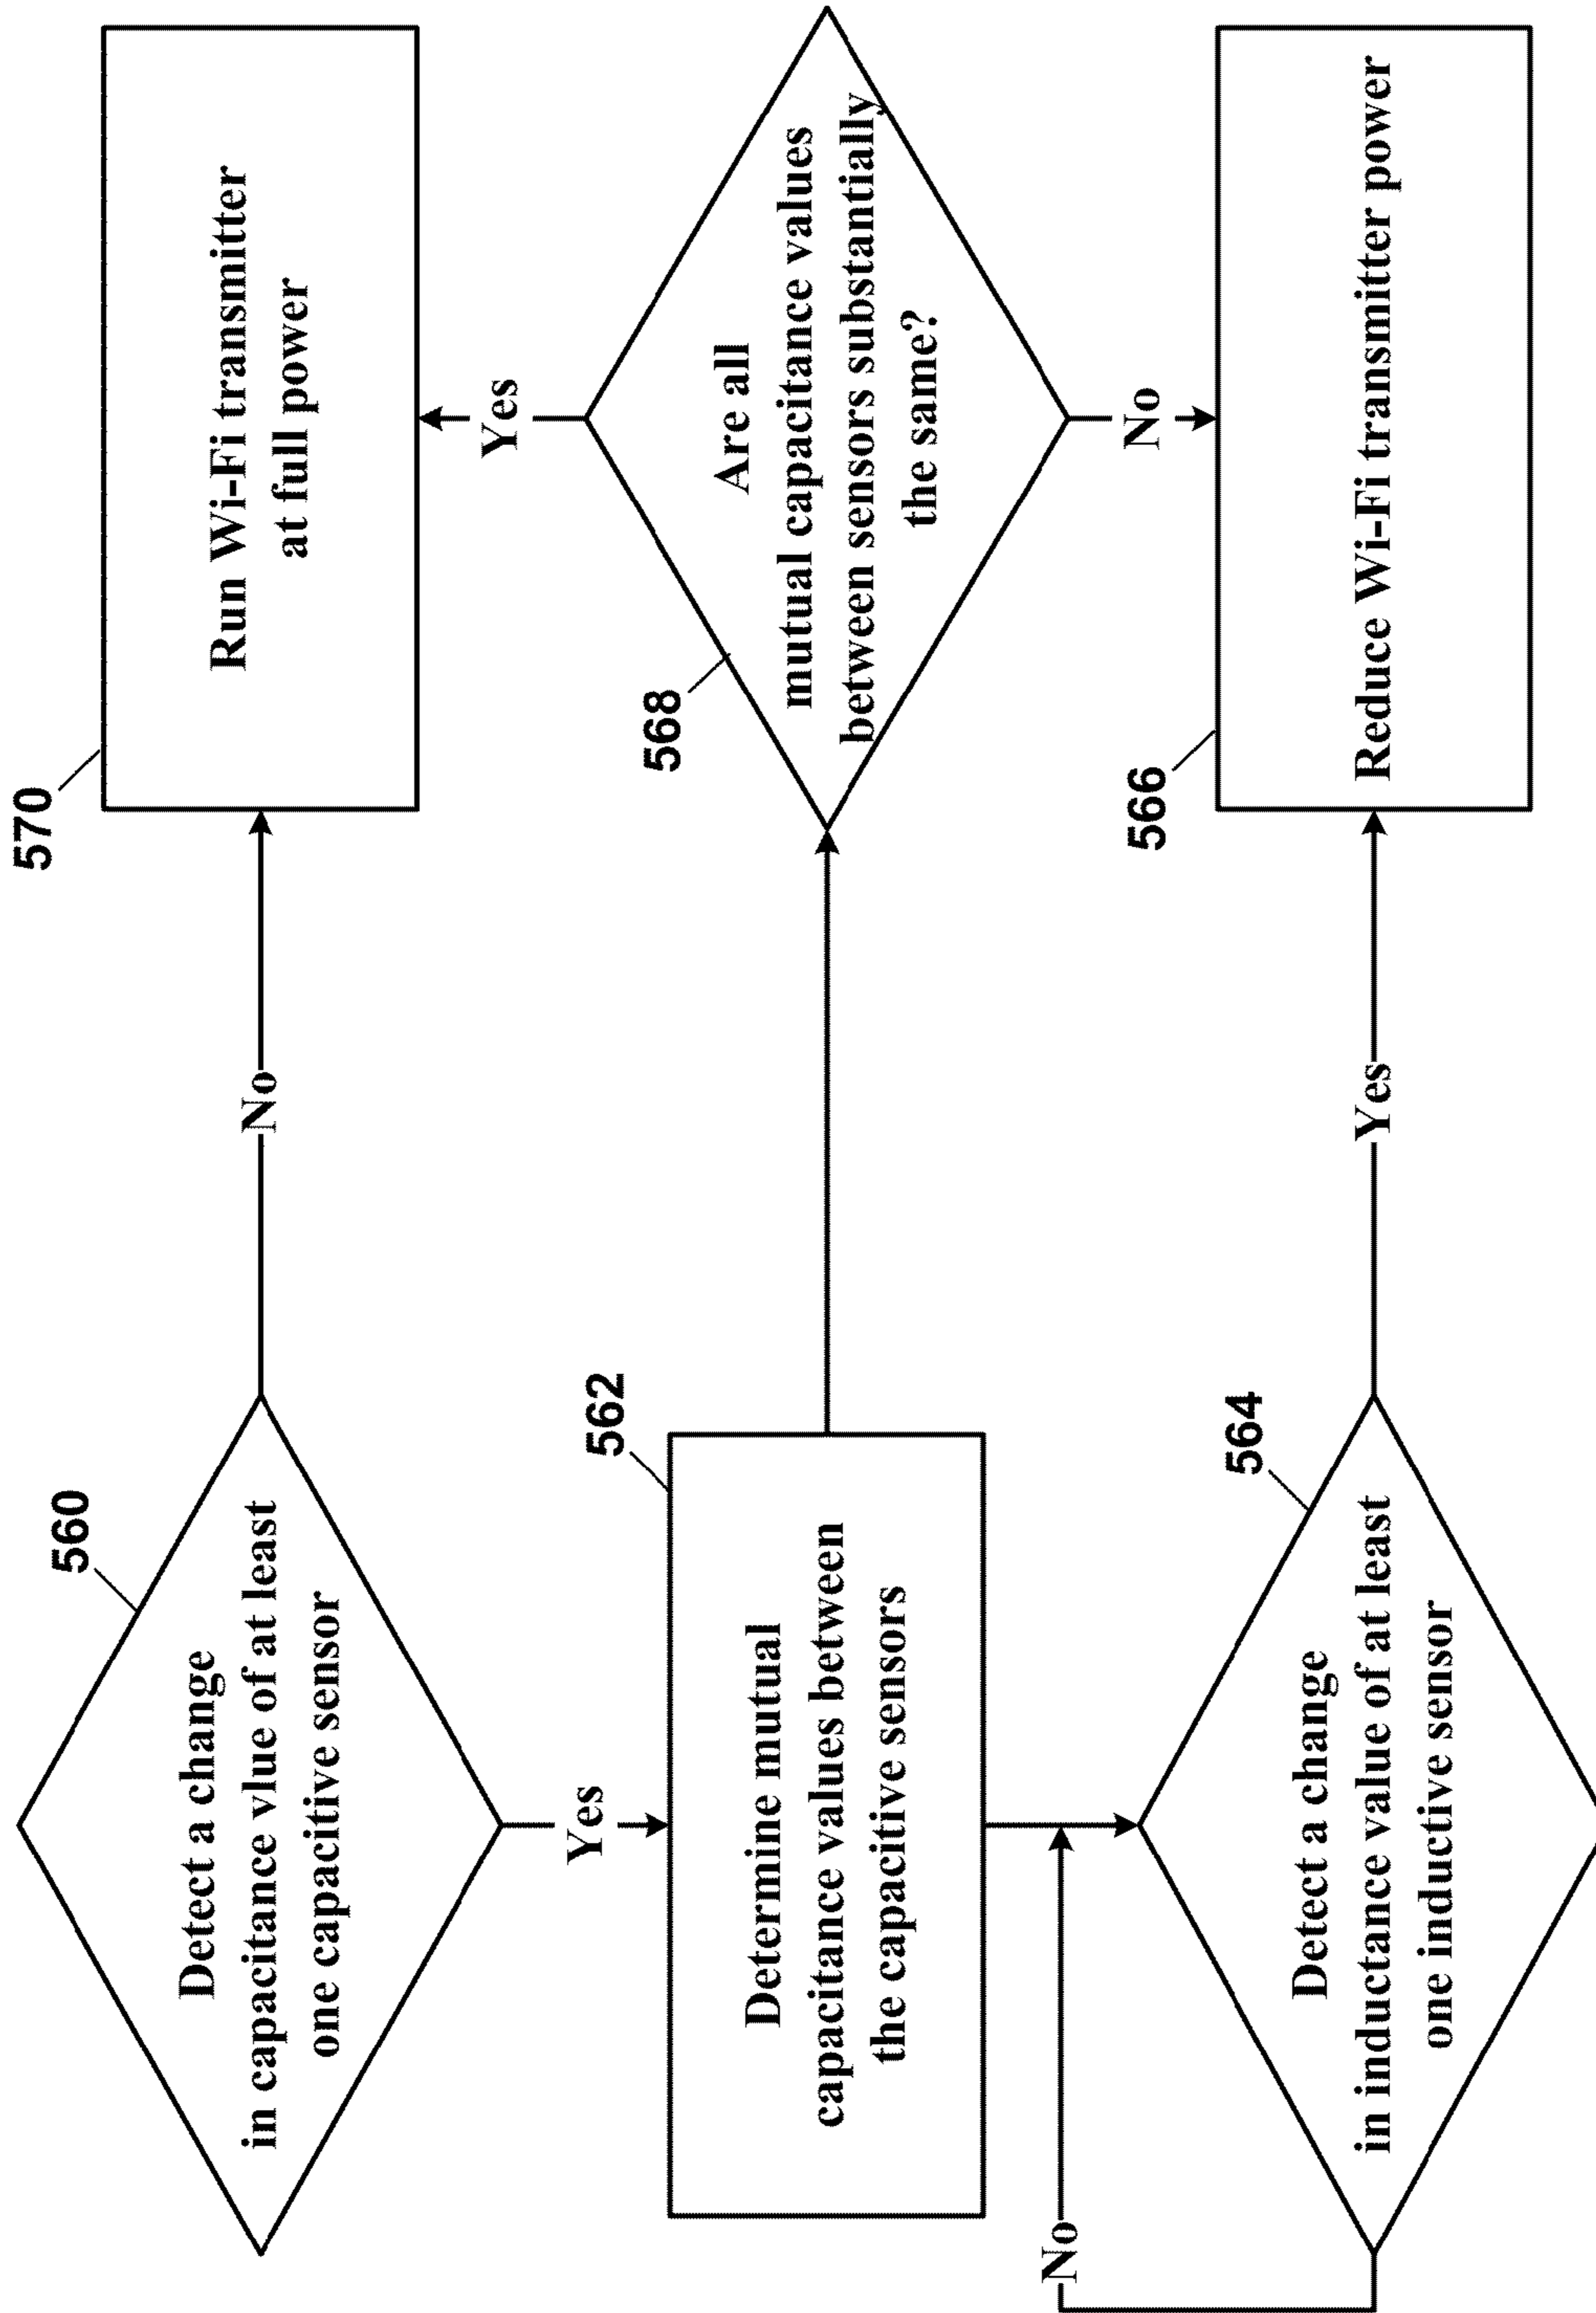 560
Detect a change
in capacitance vlue of at least
one capacitive sensor
No
570
Run Wi-Fi transmitter
at full power
Yes
Yes
562
Determine mutual
capacitance values between
the capacitive sensors
568
Are all
mutual capacitance values
between sensors substantially
the same?
No
No
564
Detect a change
in inductance value of at least
one inductive sensor
Yes
566
Reduce Wi-Fi transmitter power